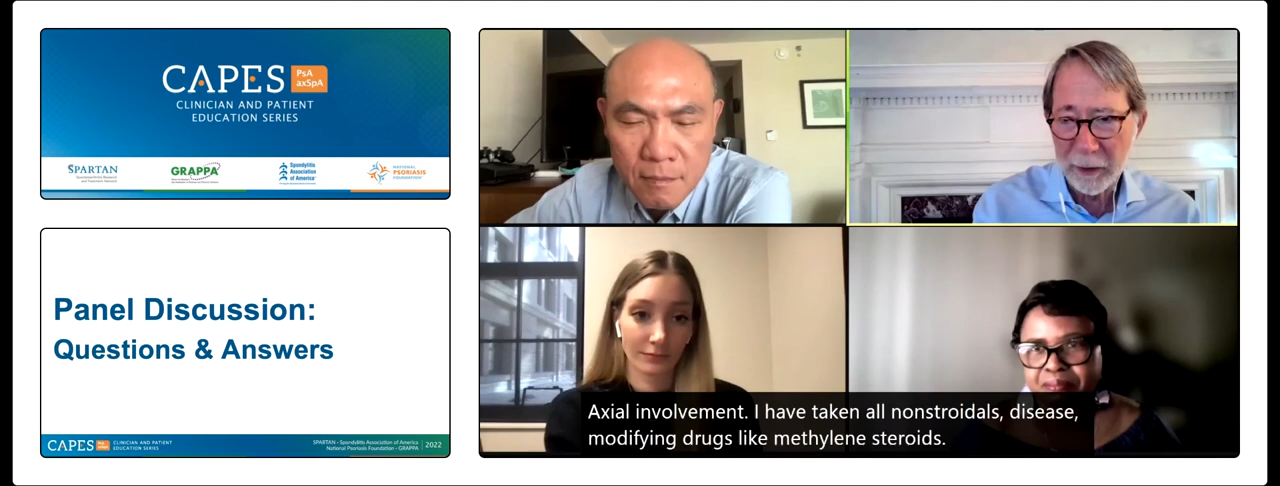 CAPES PsA
axSpA
CLINICIAN AND PATIENT
EDUCATION SERIES
SPARTAN
GRAPPA
Spondylitis
Association
of America
NATIONAL
PSORIASIS
FOUNDATION
Panel Discussion:
Questions & Answers
CAPES
CLINICIAN AND PATIENT
EDUCATION SERIES
SPARTAN - Spondylitis Association of America
National Psoriasis Foundation - GRAPPA
2022
Axial involvement. I have taken all nonstroidals, disease,
modifying drugs like methylene steroids.